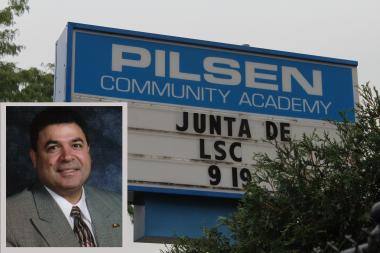 PILSEN
COMMUNITY ACADEMY
JUNTA DE
LSC
9 19